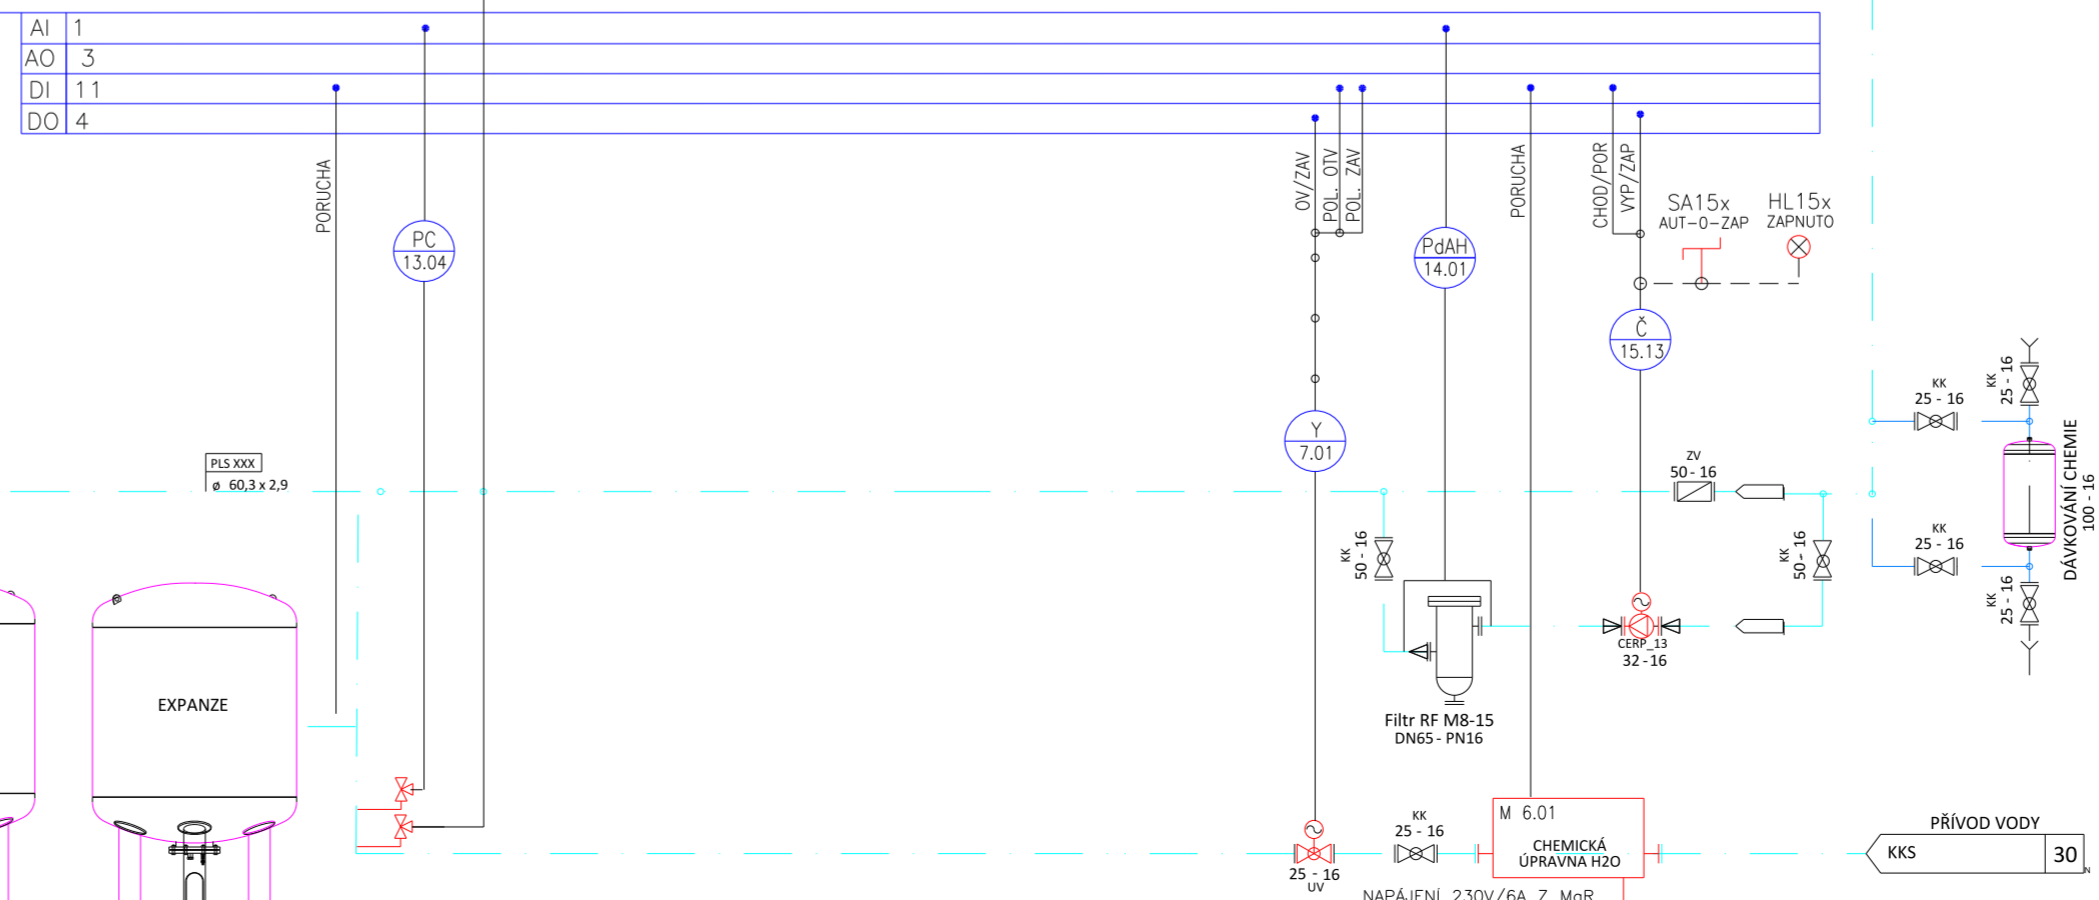 AI 1
AO 3
DI 11
DO 4
PORUCHA
PC
13.04
OV/ZAV
POL. OTV
POL. ZAV
PdAH
14.01
PORUCHA
CHOD/POR
VYP/ZAP
SA15x
AUT-0-ZAP
HL15x
ZAPNUTO
Č
15.13
Y
7.01
PLS XXX
ø 60,3 x 2,9
ZV
50 - 16
KK
25 - 16
KK
25 - 16
KK
25 - 16
KK
25 - 16
DÁVKOVÁNÍ CHEMIE
100 - 16
KK
50 - 16
KK
50 - 16
CERP_13
32 - 16
EXPANZE
Filtr RF M8-15
DN65 - PN16
M 6.01
CHEMICKÁ
ÚPRAVNA H2O
KK
25 - 16
25 - 16
UV
PŘÍVOD VODY
KKS 30
N
NAPÁJENÍ 230V/6A Z MaR